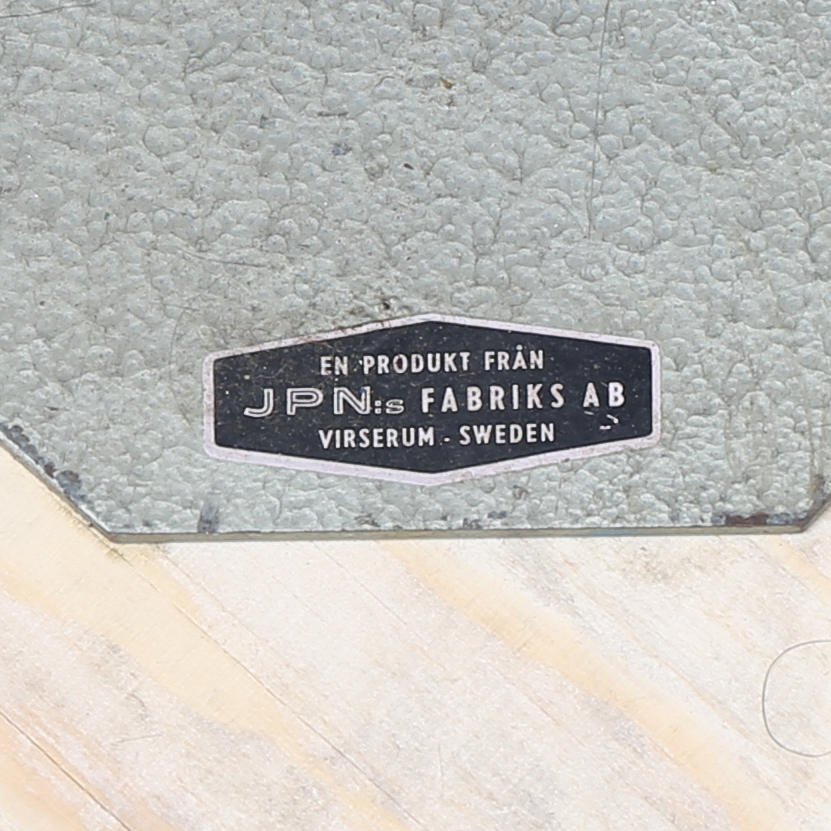 EN PRODUKT FRÅN
JPN:s FABRIKS AB
VIRSERUM - SWEDEN